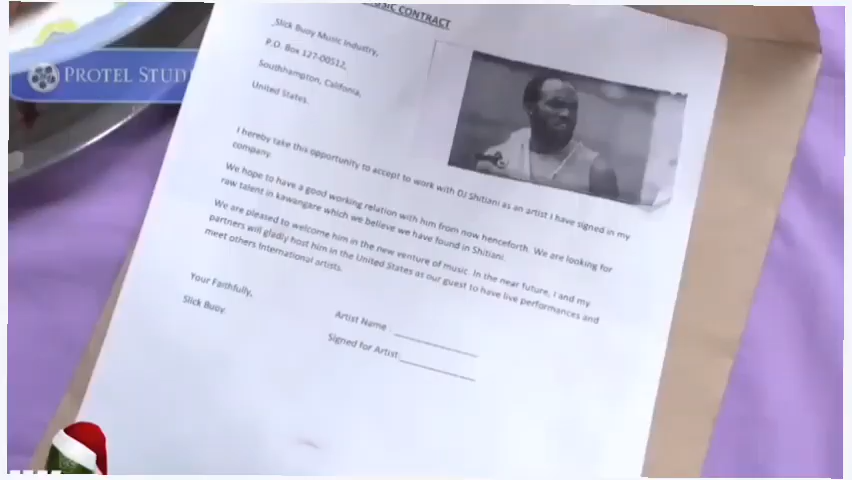 MUSIC CONTRACT
Slick Buoy Music Industry,
P.O. Box 127-00512,
Southhampton, Califonia,
United States.
PROTEL STUDI
I hereby take this opportunity to accept to work with DJ Shitiani as an artist I have signed in my
company.
We hope to have a good working relation with him from now henceforth. We are looking for
raw talent in kawangare which we believe we have found in Shitiani.
We are pleased to welcome him in the new venture of music. In the near future, I and my
partners will gladly host him in the United States as our guest to have live performances and
meet others International artists.
Your Faithfully,
Slick Buoy.
Artist Name
Signed for Artist: